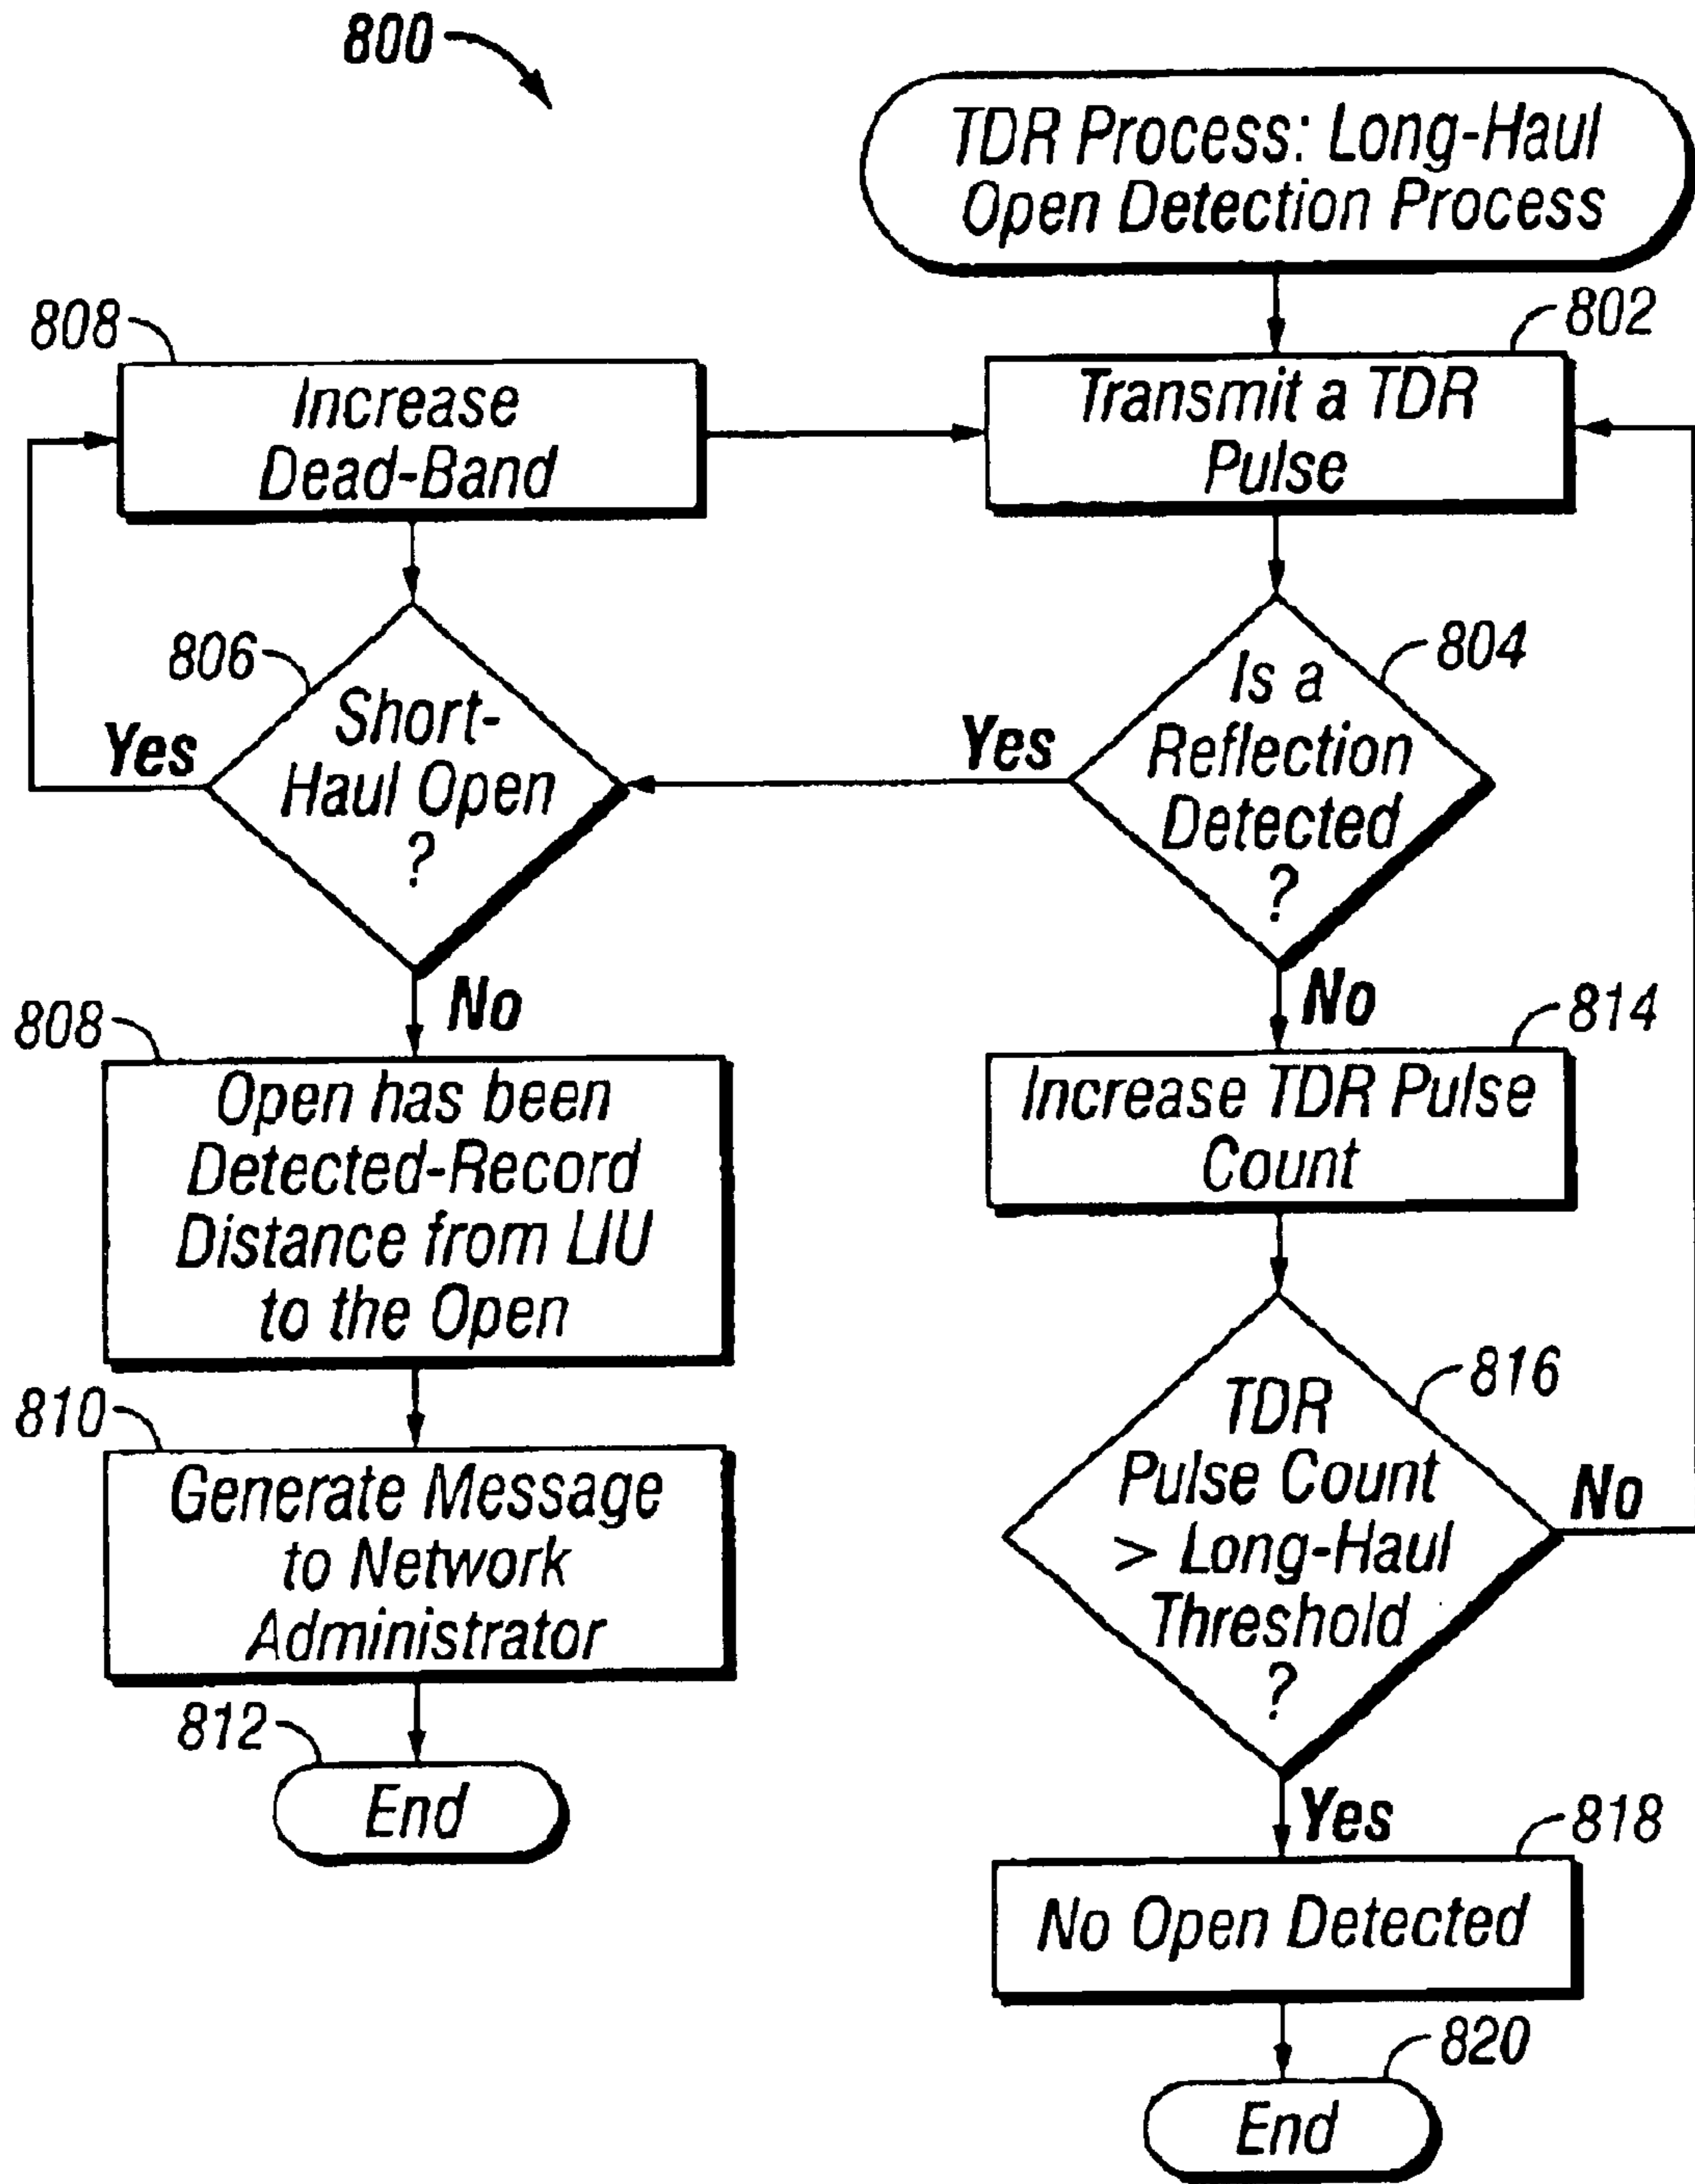 800
TDR Process: Long-Haul
Open Detection Process
808
Increase
Dead-Band
802
Transmit a TDR
Pulse
806
Short-
Haul Open
?
Yes
No
804
Is a
Reflection
Detected
?
Yes
No
808
Open has been
Detected-Record
Distance from LIU
to the Open
814
Increase TDR Pulse
Count
810
Generate Message
to Network
Administrator
816
TDR
Pulse Count
> Long-Haul
Threshold
?
No
Yes
812
End
818
No Open Detected
820
End